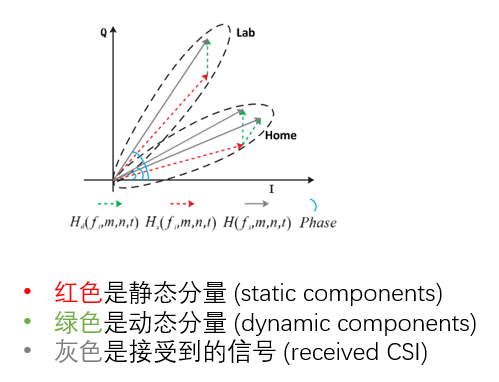 Q
Lab
Home
I
H_d(f_i,m,n,t) H_s(f_i,m,n,t) H(f_i,m,n,t) Phase
• 红色是静态分量 (static components)
• 绿色是动态分量 (dynamic components)
• 灰色是接受到的信号 (received CSI)